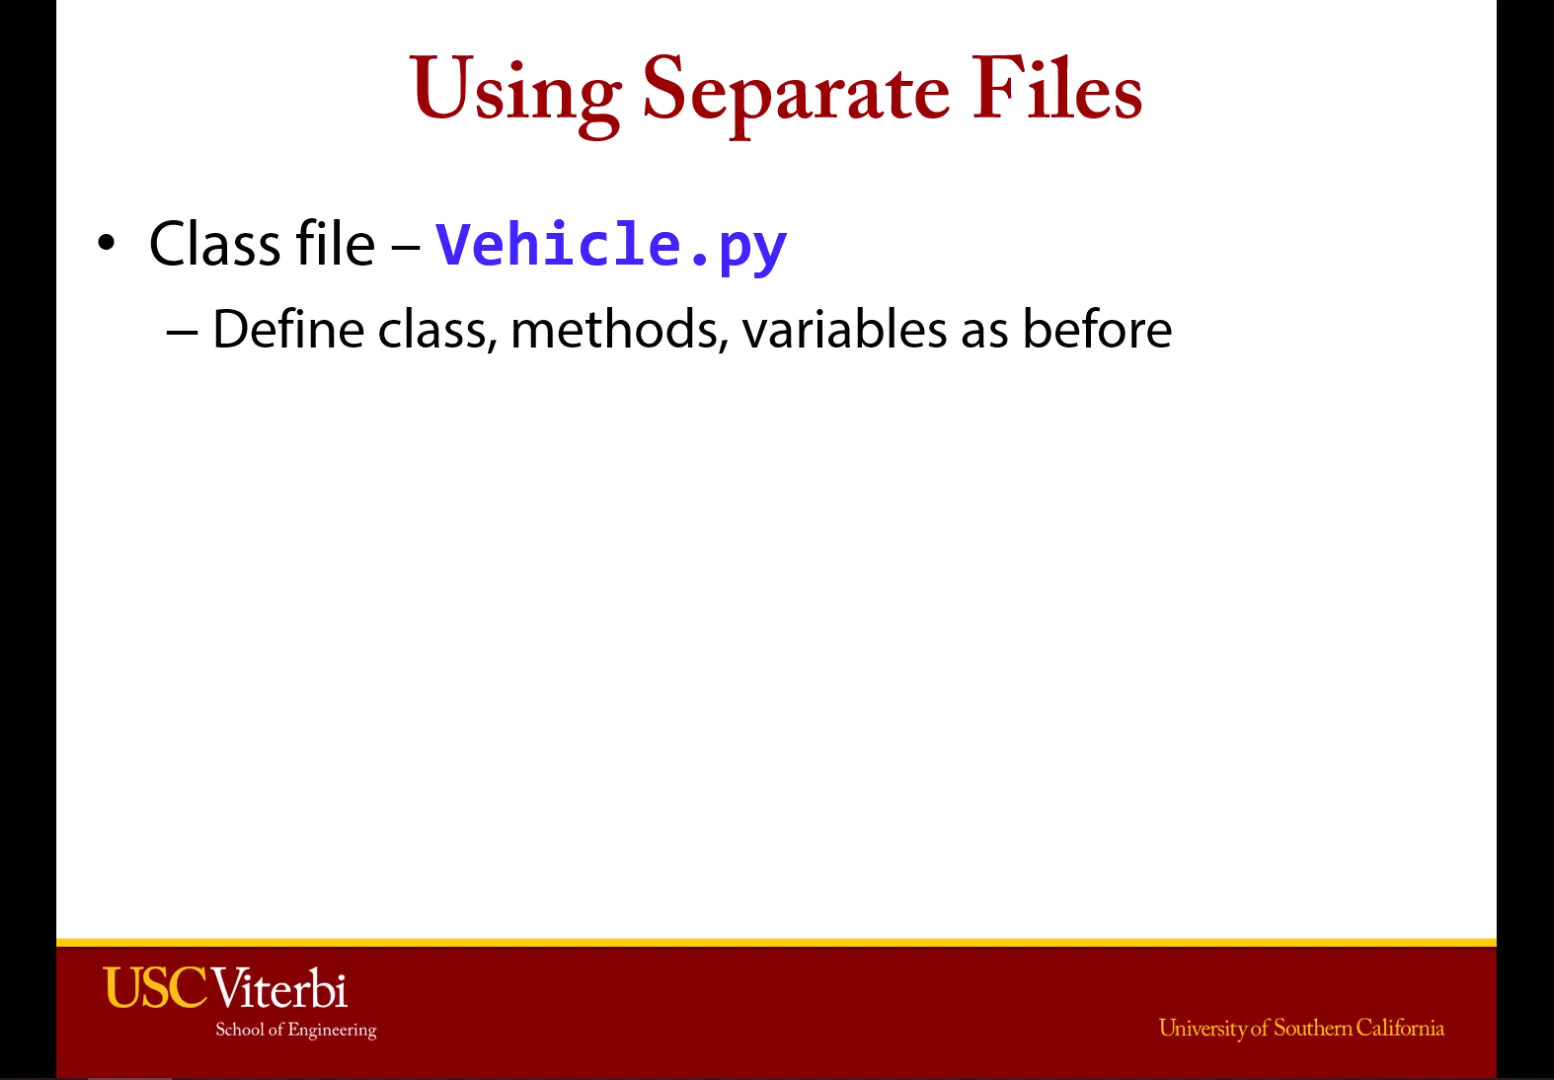 Using Separate Files
• Class file – Vehicle.py
– Define class, methods, variables as before
USC Viterbi
School of Engineering
University of Southern California